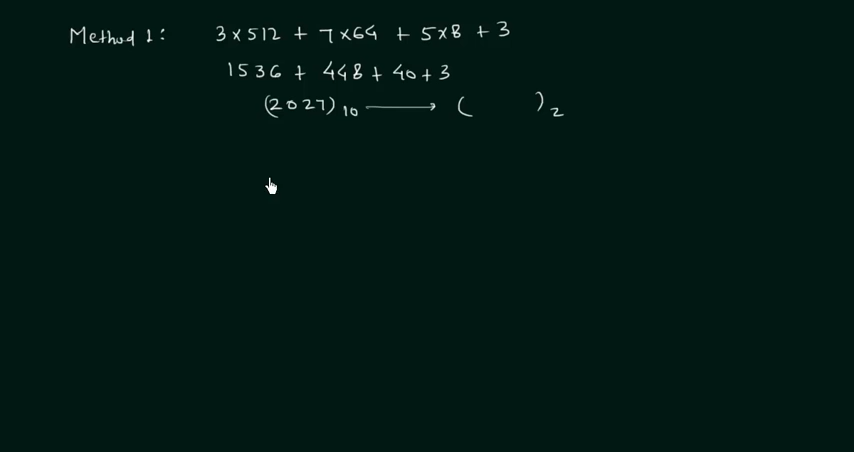 Method 1: 3 x 512 + 7 x 64 + 5 x 8 + 3
1536 + 448 + 40 + 3
(2027)10 → ( )2